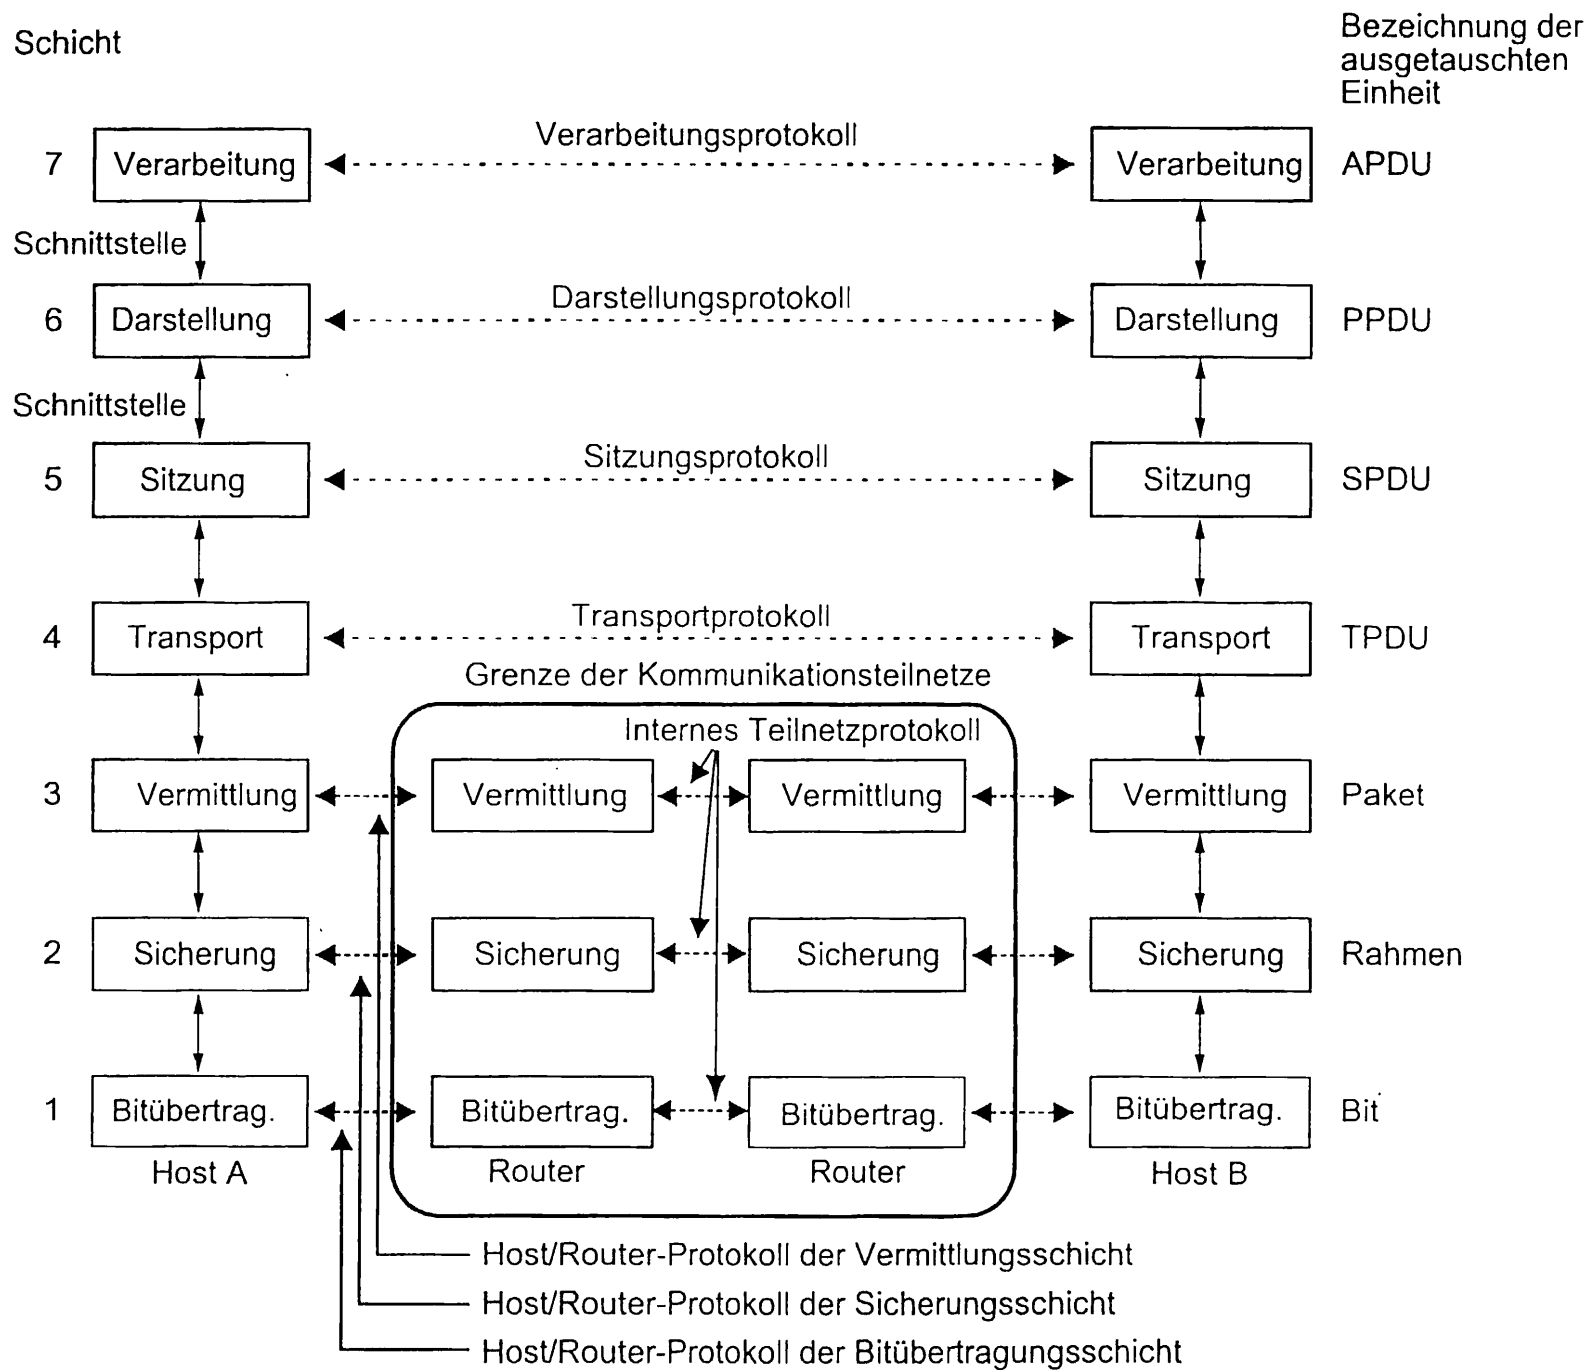 Schicht
Bezeichnung der
ausgetauschten
Einheit
Verarbeitungsprotokoll
7 Verarbeitung Verarbeitung APDU
Schnittstelle
Darstellungsprotokoll
6 Darstellung Darstellung PPDU
Schnittstelle
Sitzungsprotokoll
5 Sitzung Sitzung SPDU
Transportprotokoll
4 Transport Transport TPDU
Grenze der Kommunikationsteilnetze
Internes Teilnetzprotokoll
3 Vermittlung Vermittlung Vermittlung Vermittlung Paket
2 Sicherung Sicherung Sicherung Sicherung Rahmen
1 Bitübertrag. Bitübertrag. Bitübertrag. Bitübertrag. Bit
Host A Router Router Host B
Host/Router-Protokoll der Vermittlungsschicht
Host/Router-Protokoll der Sicherungsschicht
Host/Router-Protokoll der Bitübertragungsschicht